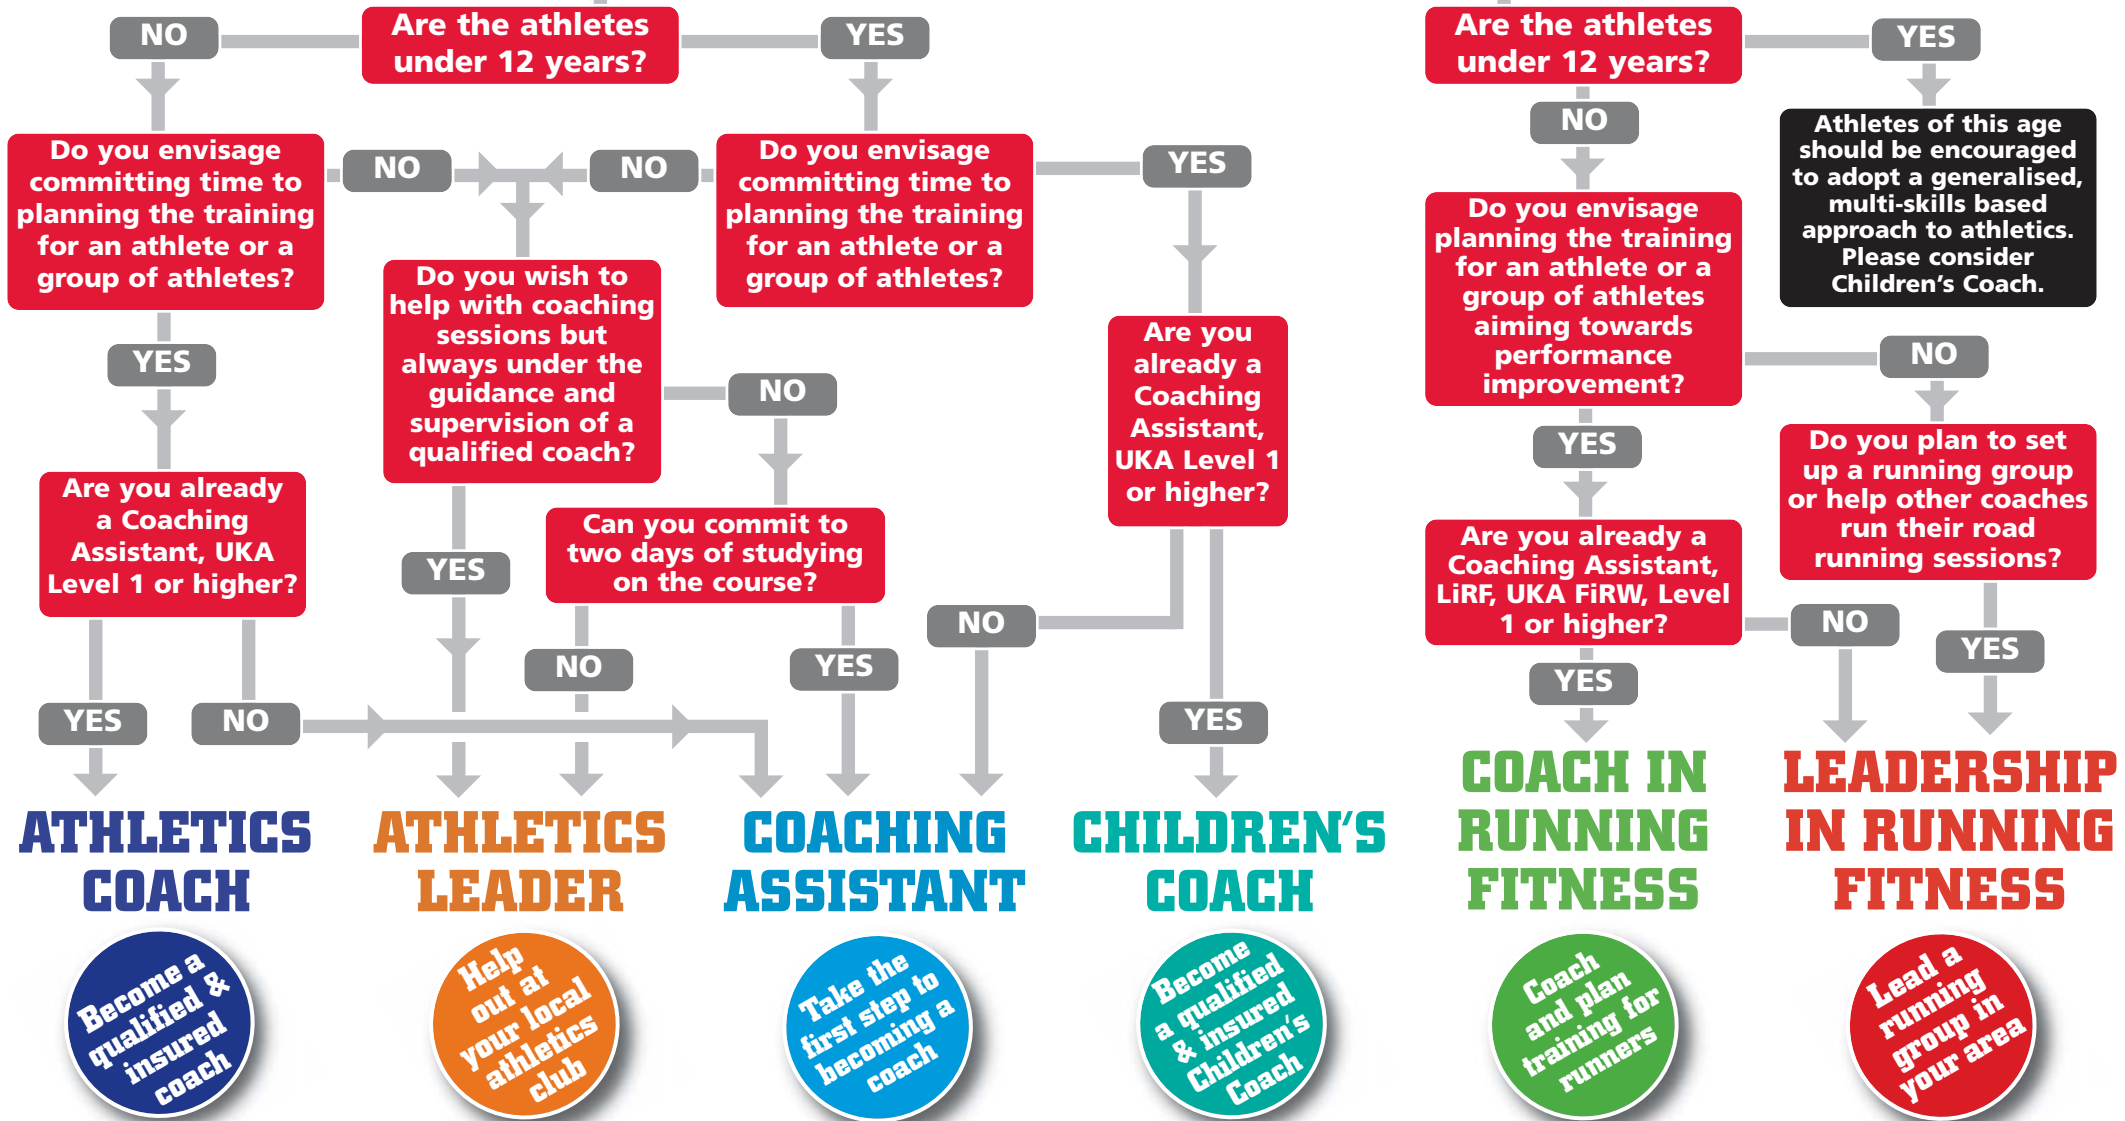 NO
Are the athletes
under 12 years?
YES
Do you envisage
committing time to
planning the training
for an athlete or a
group of athletes?
NO
NO
Do you envisage
committing time to
planning the training
for an athlete or a
group of athletes?
YES
YES
Do you wish to
help with coaching
sessions but
always under the
guidance and
supervision of a
qualified coach?
NO
Are you
already a
Coaching
Assistant,
UKA Level 1
or higher?
Are you already
a Coaching
Assistant, UKA
Level 1 or higher?
YES
Can you commit to
two days of studying
on the course?
NO
NO
YES
YES
NO
YES
Are the athletes
under 12 years?
YES
NO
Athletes of this age
should be encouraged
to adopt a generalised,
multi-skills based
approach to athletics.
Please consider
Children's Coach.
Do you envisage
planning the training
for an athlete or a
group of athletes
aiming towards
performance
improvement?
NO
YES
Do you plan to set
up a running group
or help other coaches
run their road
running sessions?
Are you already a
Coaching Assistant,
LiRF, UKA FiRW, Level
1 or higher?
NO
YES
YES
ATHLETICS
COACH
ATHLETICS
LEADER
COACHING
ASSISTANT
CHILDREN'S
COACH
COACH IN
RUNNING
FITNESS
LEADERSHIP
IN RUNNING
FITNESS
Become a
qualified &
insured
coach
Help
out at
your local
athletics
club
Take the
first step to
becoming a
coach
Become
a qualified
& insured
Children's
Coach
Coach
and plan
training for
runners
Lead a
running
group in
your area